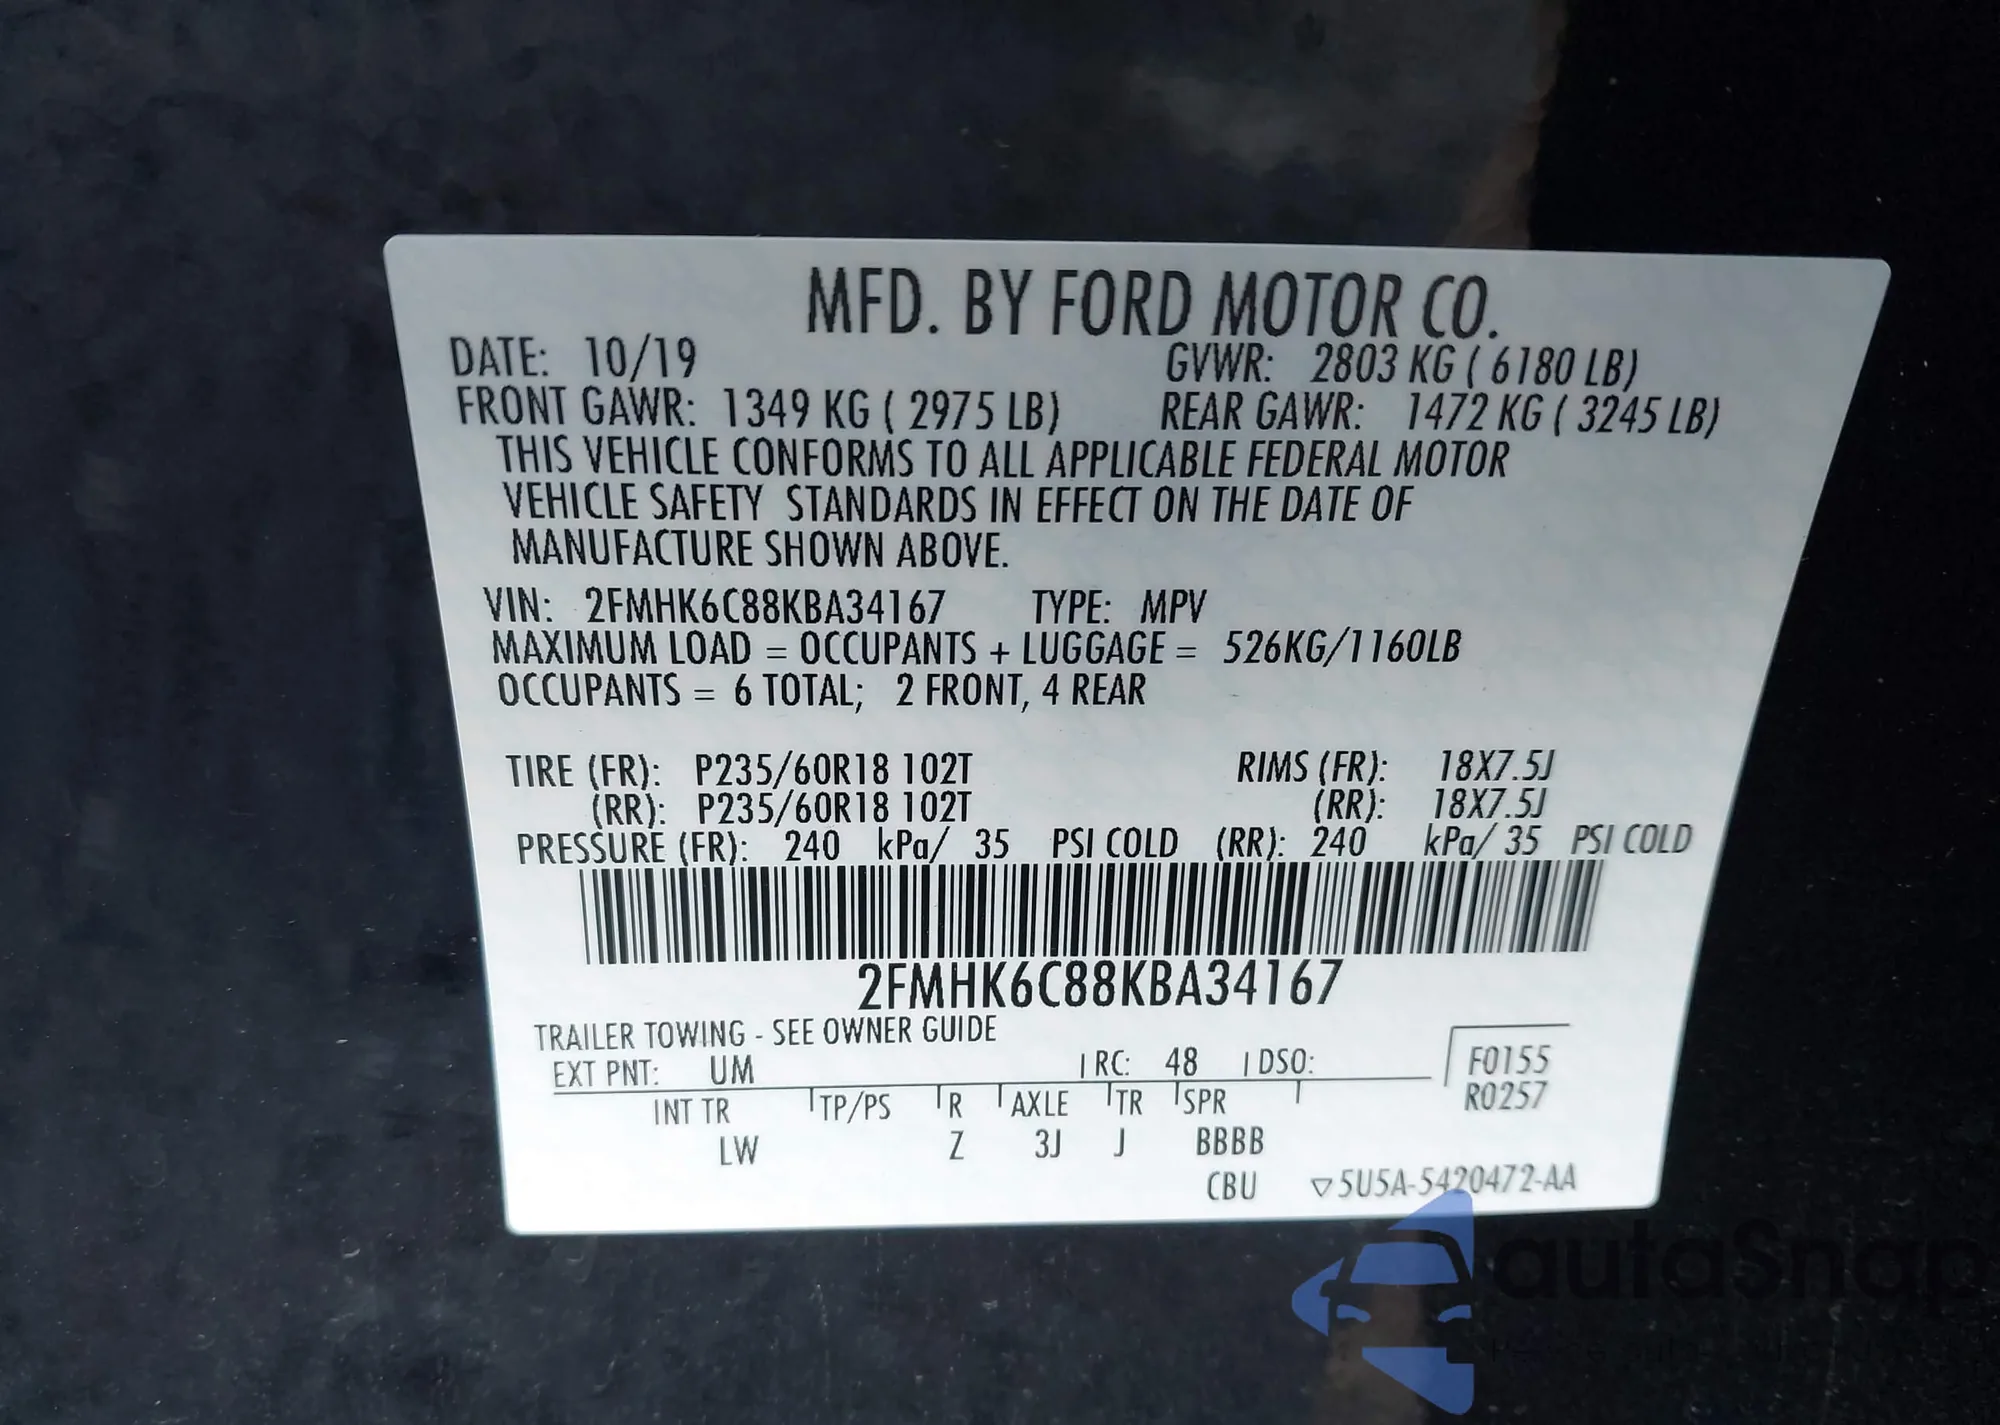 MFD. BY FORD MOTOR CO.
DATE: 10/19 GVWR: 2803 KG ( 6180 LB)
FRONT GAWR: 1349 KG ( 2975 LB) REAR GAWR: 1472 KG ( 3245 LB)
THIS VEHICLE CONFORMS TO ALL APPLICABLE FEDERAL MOTOR
VEHICLE SAFETY STANDARDS IN EFFECT ON THE DATE OF
MANUFACTURE SHOWN ABOVE.
VIN: 2FMHK6C88KBA34167 TYPE: MPV
MAXIMUM LOAD = OCCUPANTS + LUGGAGE = 526KG/1160LB
OCCUPANTS = 6 TOTAL; 2 FRONT, 4 REAR
TIRE (FR): P235/60R18 102T RIMS (FR): 18X7.5J
(RR): P235/60R18 102T (RR): 18X7.5J
PRESSURE (FR): 240 kPa/ 35 PSI COLD (RR): 240 kPa/ 35 PSI COLD
2FMHK6C88KBA34167
TRAILER TOWING - SEE OWNER GUIDE
EXT PNT: UM RC: 48 DSO: F0155
R0257
INT TR TP/PS R AXLE TR SPR
LW Z 3J J BBBB
CBU ▽5U5A-5420472-AA
autoSnap